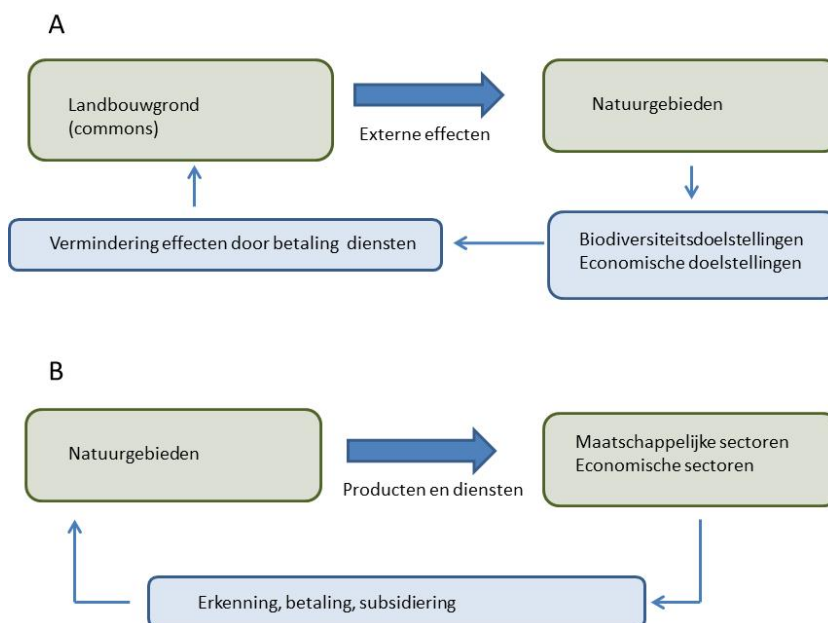 A
Landbouwgrond
(commons)
Externe effecten
Natuurgebieden
Vermindering effecten door betaling diensten
Biodiversiteitsdoelstellingen
Economische doelstellingen
B
Natuurgebieden
Producten en diensten
Maatschappelijke sectoren
Economische sectoren
Erkenning, betaling, subsidiering